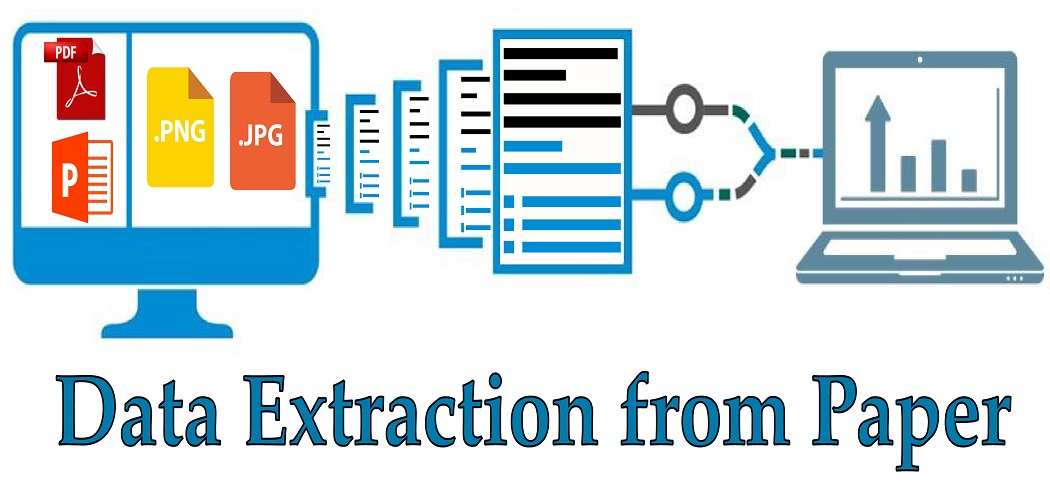 PDF
P
.PNG
.JPG
Data Extraction from Paper